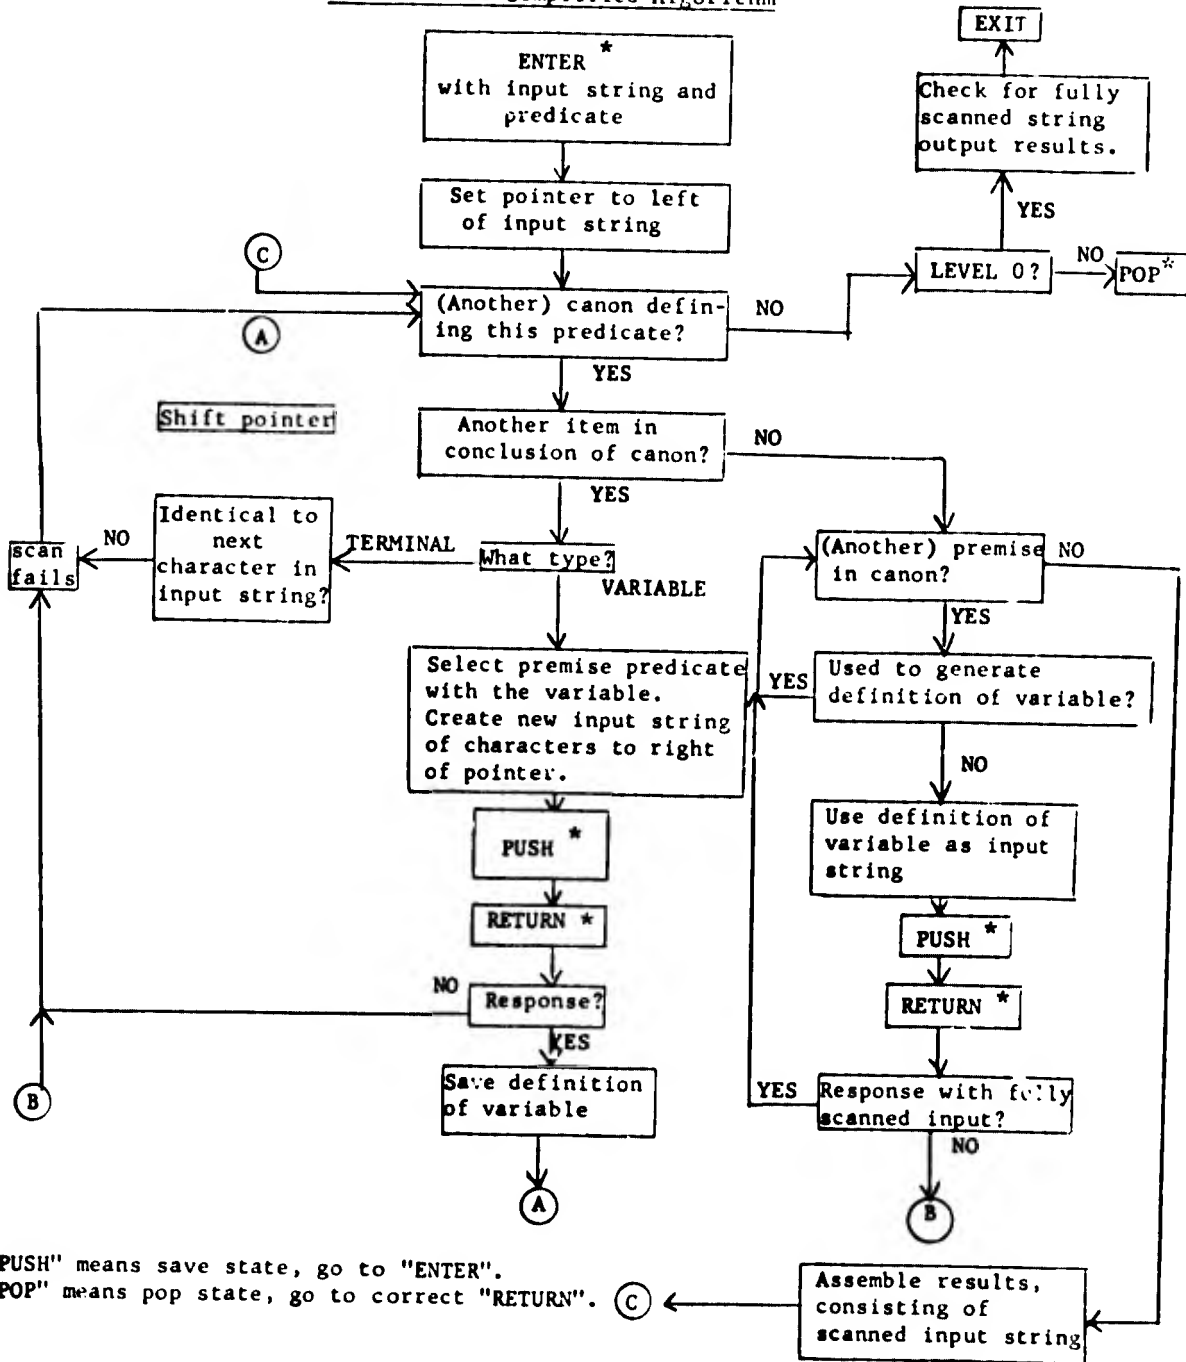 Algorithm
EXIT
ENTER *
with input string and
predicate
Check for fully
scanned string
output results.
Set pointer to left
of input string
YES
C
LEVEL 0?
NO
POP*
(Another) canon defin-
ing this predicate?
NO
A
YES
Shift pointer
Another item in
conclusion of canon?
NO
YES
Identical to
next
character in
input string?
scan
fails
NO
TERMINAL
What type?
VARIABLE
(Another) premise
in canon?
NO
YES
Select premise predicate
with the variable.
Create new input string
of characters to right
of pointer.
YES
Used to generate
definition of variable?
NO
PUSH *
Use definition of
variable as input
string
RETURN *
PUSH *
NO
Response?
RETURN *
YES
B
Save definition
of variable
YES
Response with fully
scanned input?
NO
A
B
PUSH" means save state, go to "ENTER".
POP" means pop state, go to correct "RETURN".
C
Assemble results,
consisting of
scanned input string